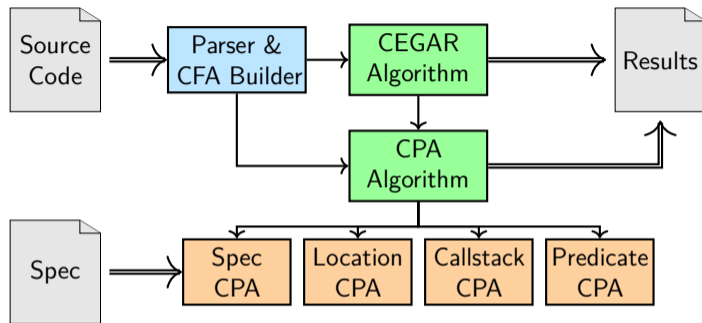 Source
Code
Parser &
CFA Builder
CEGAR
Algorithm
Results
CPA
Algorithm
Spec
Spec
CPA
Location
CPA
Callstack
CPA
Predicate
CPA